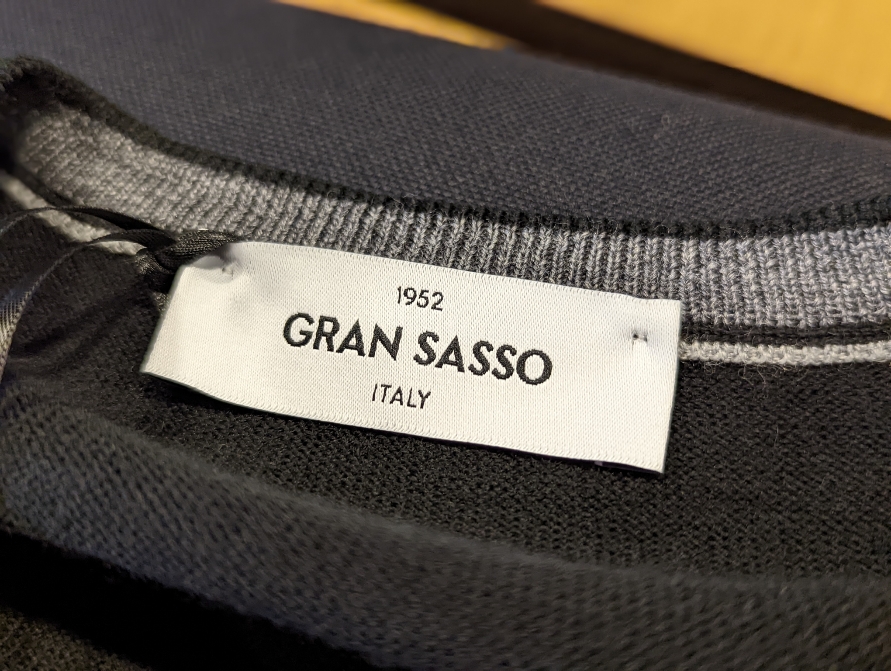 1952
GRAN SASSO
ITALY